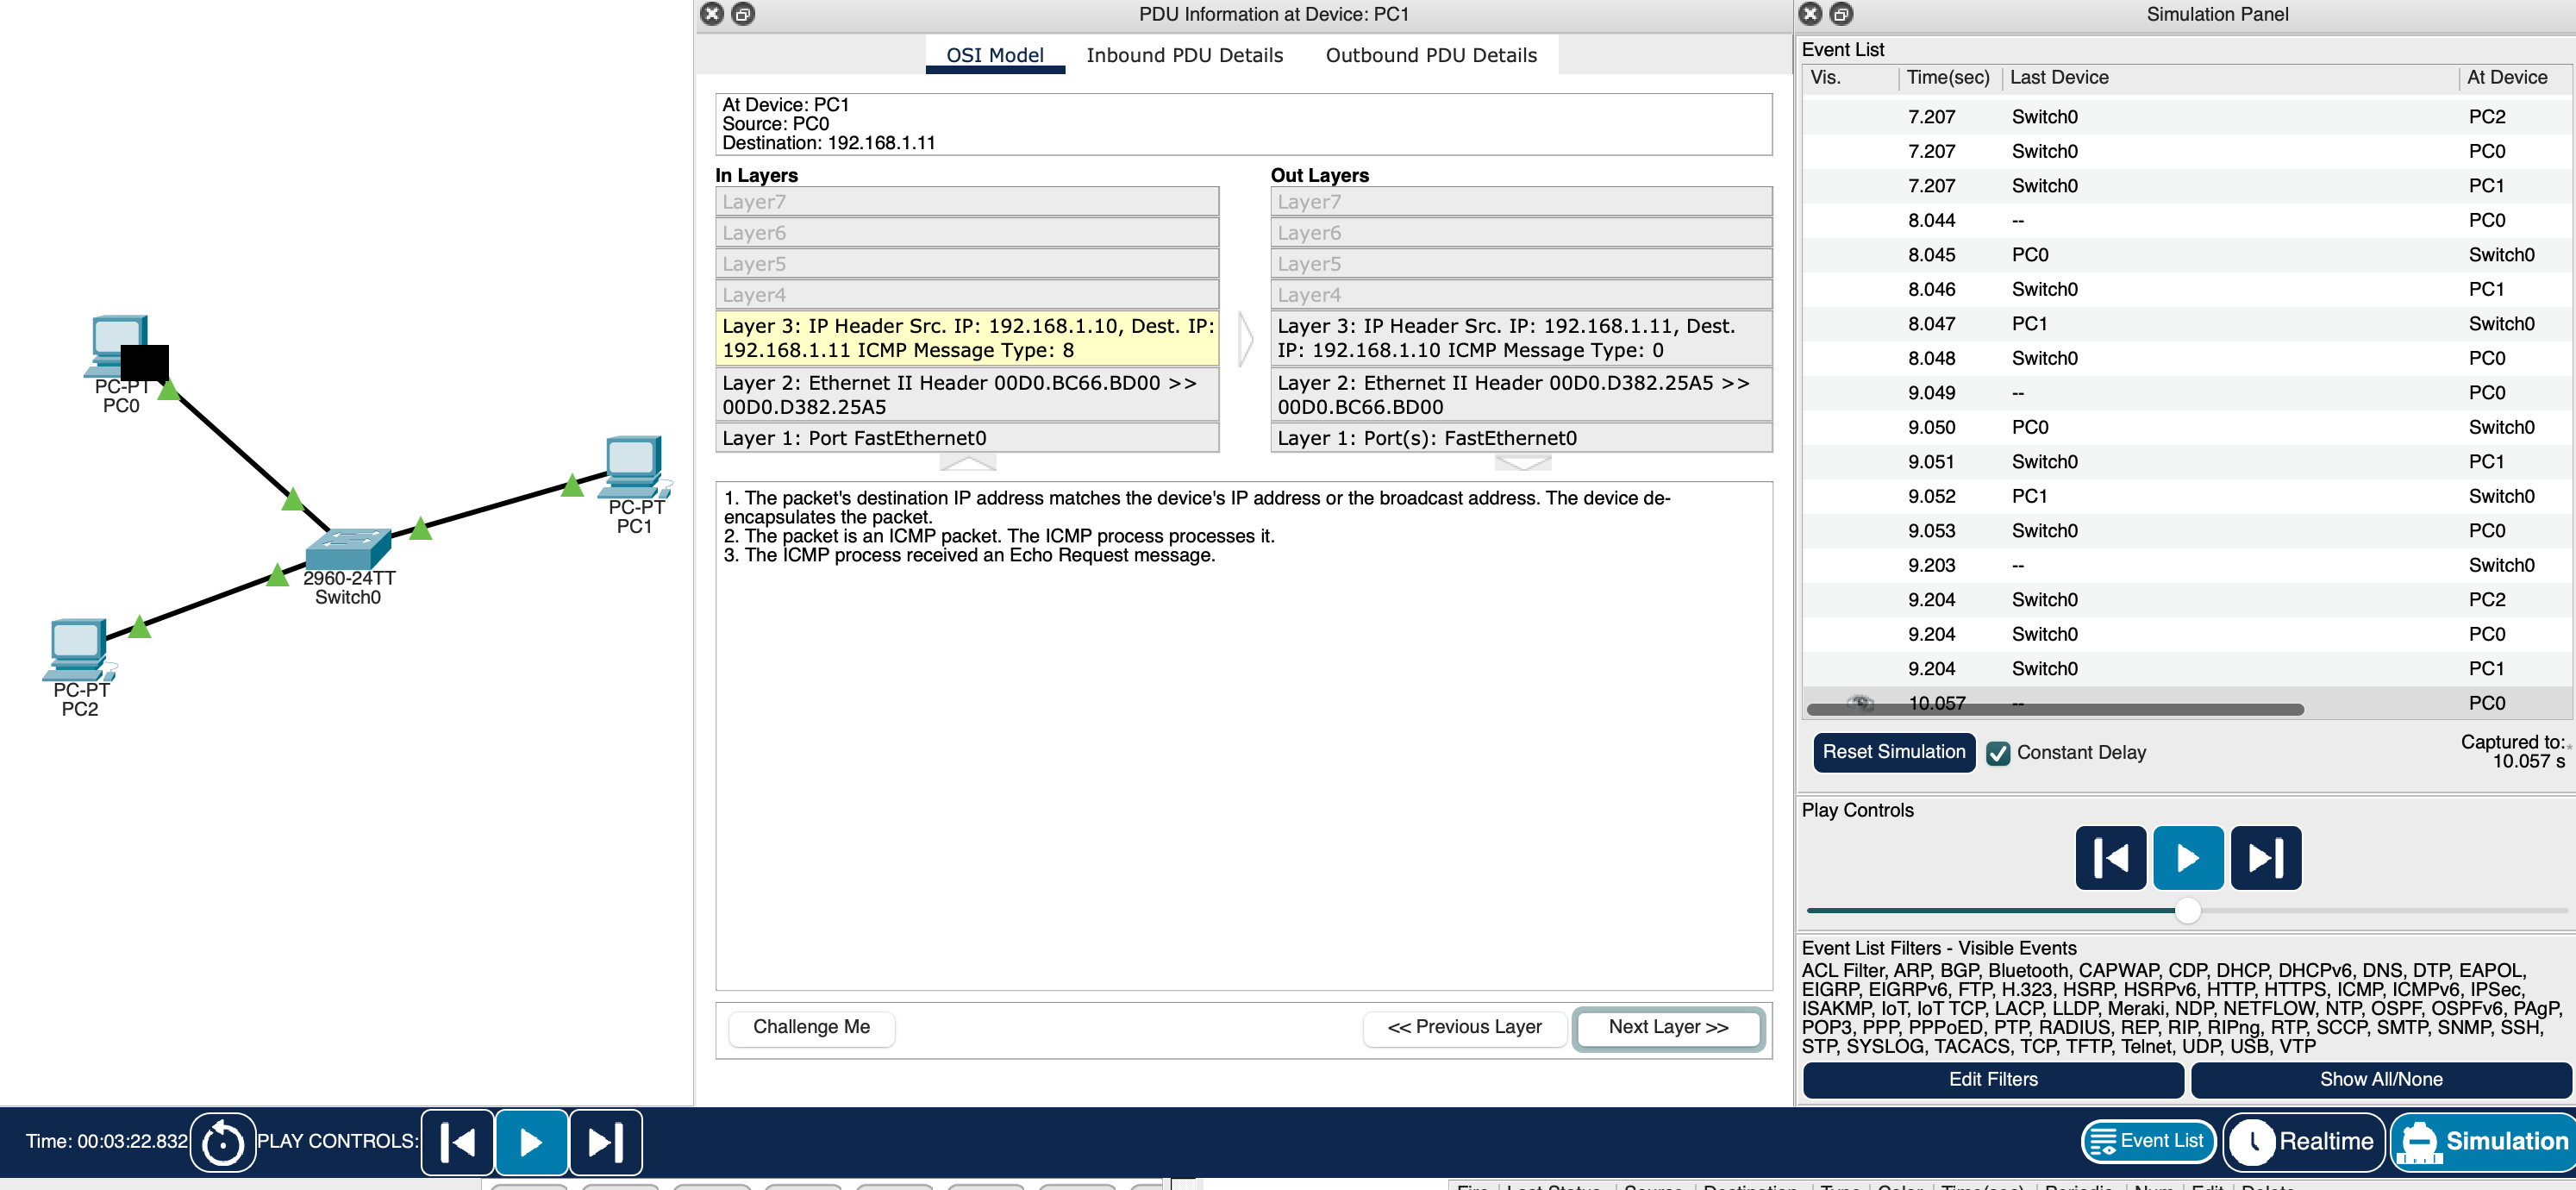 PDU Information at Device: PC1
OSI Model Inbound PDU Details Outbound PDU Details
At Device: PC1
Source: PC0
Destination: 192.168.1.11
In Layers
Layer7
Layer6
Layer5
Layer4
Layer 3: IP Header Src. IP: 192.168.1.10, Dest. IP:
192.168.1.11 ICMP Message Type: 8
Layer 2: Ethernet II Header 00D0.BC66.BD00 >>
00D0.D382.25A5
Layer 1: Port FastEthernet0
Out Layers
Layer7
Layer6
Layer5
Layer4
Layer 3: IP Header Src. IP: 192.168.1.11, Dest.
IP: 192.168.1.10 ICMP Message Type: 0
Layer 2: Ethernet II Header 00D0.D382.25A5 >>
00D0.BC66.BD00
Layer 1: Port(s): FastEthernet0
1. The packet's destination IP address matches the device's IP address or the broadcast address. The device de-
encapsulates the packet.
2. The packet is an ICMP packet. The ICMP process processes it.
3. The ICMP process received an Echo Request message.
Challenge Me << Previous Layer Next Layer >>
PC-PT
PC0
PC-PT
PC1
2960-24TT
Switch0
PC-PT
PC2
Simulation Panel
Event List
Vis. Time(sec) Last Device At Device
7.207 Switch0 PC2
7.207 Switch0 PC0
7.207 Switch0 PC1
8.044 -- PC0
8.045 PC0 Switch0
8.046 Switch0 PC1
8.047 PC1 Switch0
8.048 Switch0 PC0
9.049 -- PC0
9.050 PC0 Switch0
9.051 Switch0 PC1
9.052 PC1 Switch0
9.053 Switch0 PC0
9.203 -- Switch0
9.204 Switch0 PC2
9.204 Switch0 PC0
9.204 Switch0 PC1
10.057 -- PC0
Reset Simulation Constant Delay
Captured to:
10.057 s
Play Controls
Event List Filters - Visible Events
ACL Filter, ARP, BGP, Bluetooth, CAPWAP, CDP, DHCP, DHCPv6, DNS, DTP, EAPOL,
EIGRP, EIGRPv6, FTP, H.323, HSRP, HSRPv6, HTTP, HTTPS, ICMP, ICMPv6, IPSec,
ISAKMP, IoT, IoT TCP, LACP, LLDP, Meraki, NDP, NETFLOW, NTP, OSPF, OSPFv6, PAgP,
POP3, PPP, PPPoED, PTP, RADIUS, REP, RIP, RIPng, RTP, SCCP, SMTP, SNMP, SSH,
STP, SYSLOG, TACACS, TCP, TFTP, Telnet, UDP, USB, VTP
Edit Filters Show All/None
Time: 00:03:22.832 PLAY CONTROLS: Event List Realtime Simulation